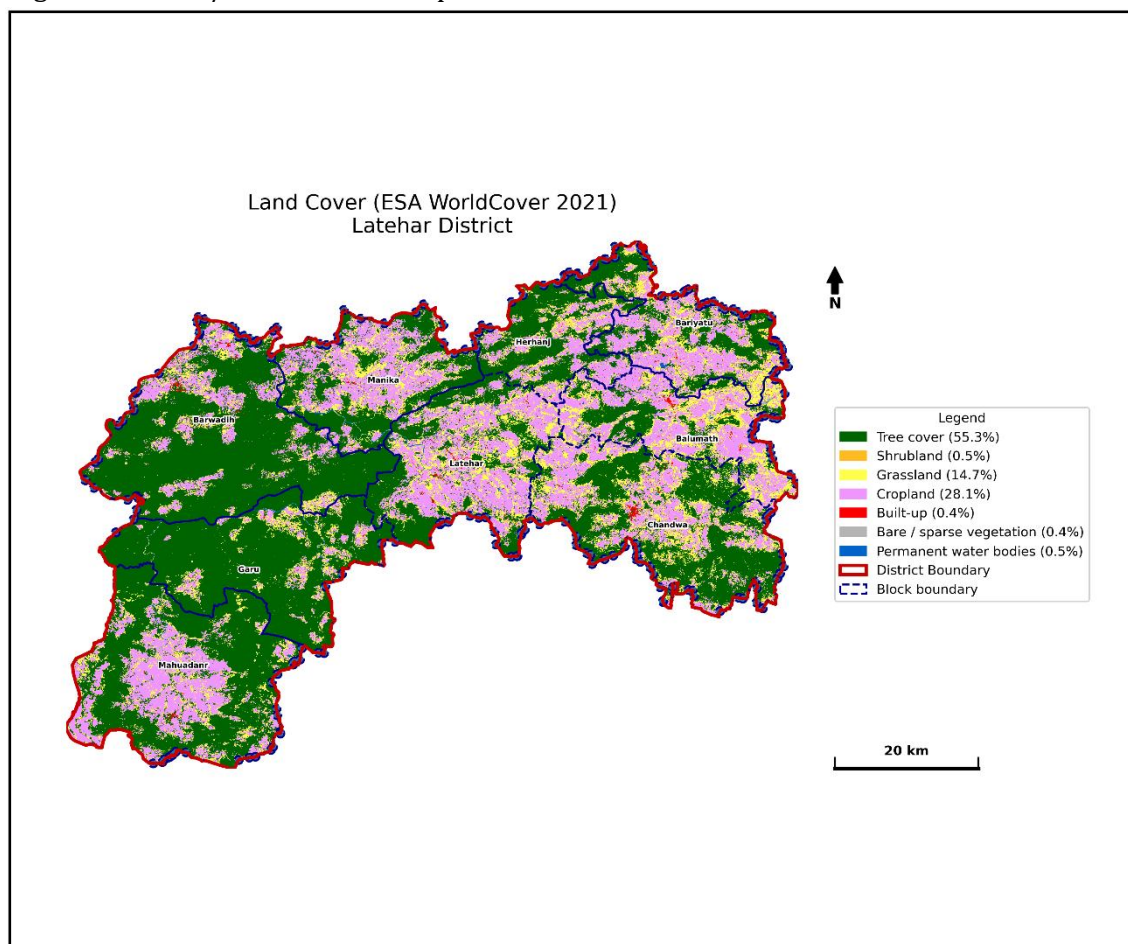 Land Cover (ESA WorldCover 2021)
Latehar District
N
Bariyatu
Herhanj
Manika
Barwadih
Balumath
Latehar
Chandwa
Garu
Mahuadanr
Legend
Tree cover (55.3%)
Shrubland (0.5%)
Grassland (14.7%)
Cropland (28.1%)
Built-up (0.4%)
Bare / sparse vegetation (0.4%)
Permanent water bodies (0.5%)
District Boundary
Block boundary
20 km